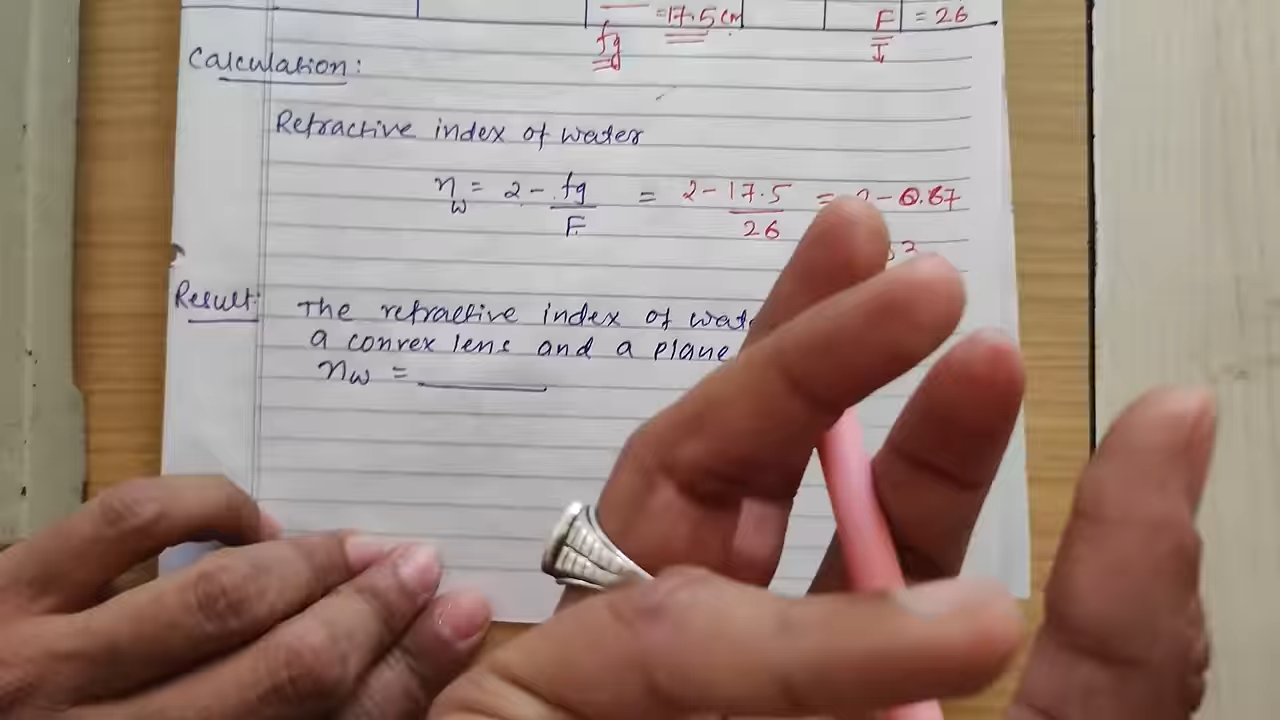 = 17.5 cm
fg
F = 26
I
Calculation:
Refractive index of water
nw = 2 - fg/F = 2 - 17.5/26 = 2 - 0.67
Result: The refractive index of
a convex lens and a plane
nw = ______